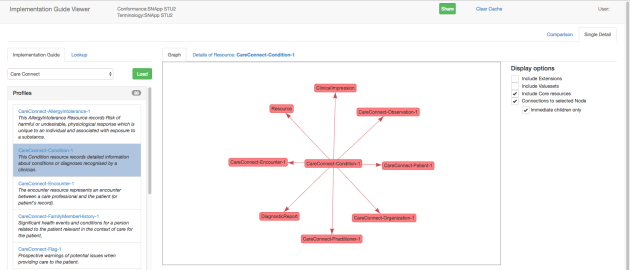 Implementation Guide Viewer
Conformance:SNApp STU2
Terminology:SNApp STU2
Share
Clear Cache
User:
Comparison
Single Detail
Implementation Guide
Lookup
Care Connect
Load
Profiles
CareConnect-AllergyIntolerance-1
This AllergyIntolerance Resource records Risk of
harmful or undesirable, physiological response which is
unique to an individual and associated with exposure to
a substance.
CareConnect-Condition-1
This Condition resource records detailed information
about conditions or diagnoses recognised by a
clinician.
CareConnect-Encounter-1
The encounter resource represents an encounter
between a care professional and the patient (or
patient's record).
CareConnect-FamilyMemberHistory-1
Significant health events and conditions for a person
related to the patient relevant in the context of care for
the patient.
CareConnect-Flag-1
Prospective warnings of potential issues when
providing care to the patient.
Graph
Details of Resource: CareConnect-Condition-1
ClinicalImpression
Resource
CareConnect-Observation-1
CareConnect-Encounter-1
CareConnect-Condition-1
CareConnect-Patient-1
DiagnosticReport
CareConnect-Organization-1
CareConnect-Practitioner-1
Display options
Include Extensions
Include Valuesets
Include Core resources
Connections to selected Node
Immediate children only